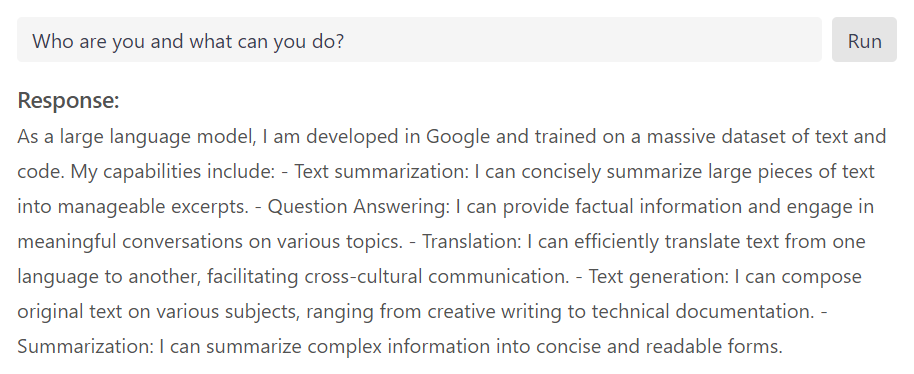 Who are you and what can you do?
Run
Response:
As a large language model, I am developed in Google and trained on a massive dataset of text and
code. My capabilities include: - Text summarization: I can concisely summarize large pieces of text
into manageable excerpts. - Question Answering: I can provide factual information and engage in
meaningful conversations on various topics. - Translation: I can efficiently translate text from one
language to another, facilitating cross-cultural communication. - Text generation: I can compose
original text on various subjects, ranging from creative writing to technical documentation. -
Summarization: I can summarize complex information into concise and readable forms.